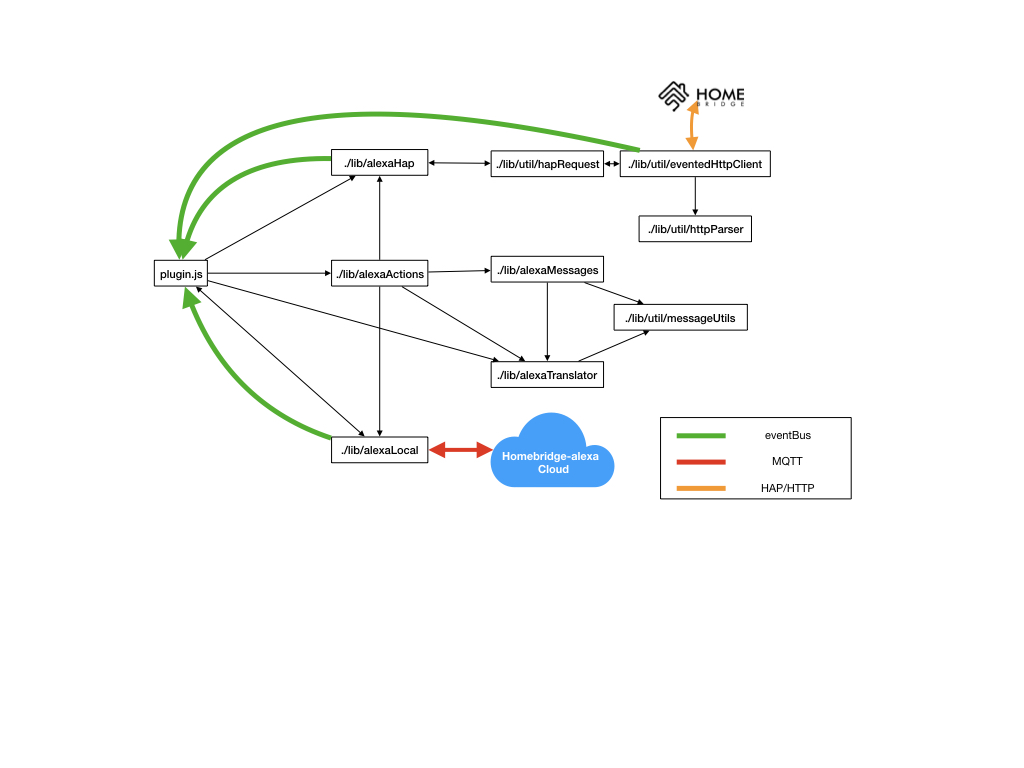 HOME
BRIDGE
./lib/alexaHap
./lib/util/hapRequest
./lib/util/eventedHttpClient
./lib/util/httpParser
plugin.js
./lib/alexaActions
./lib/alexaMessages
./lib/util/messageUtils
./lib/alexaTranslator
./lib/alexaLocal
Homebridge-alexa
Cloud
eventBus
MQTT
HAP/HTTP